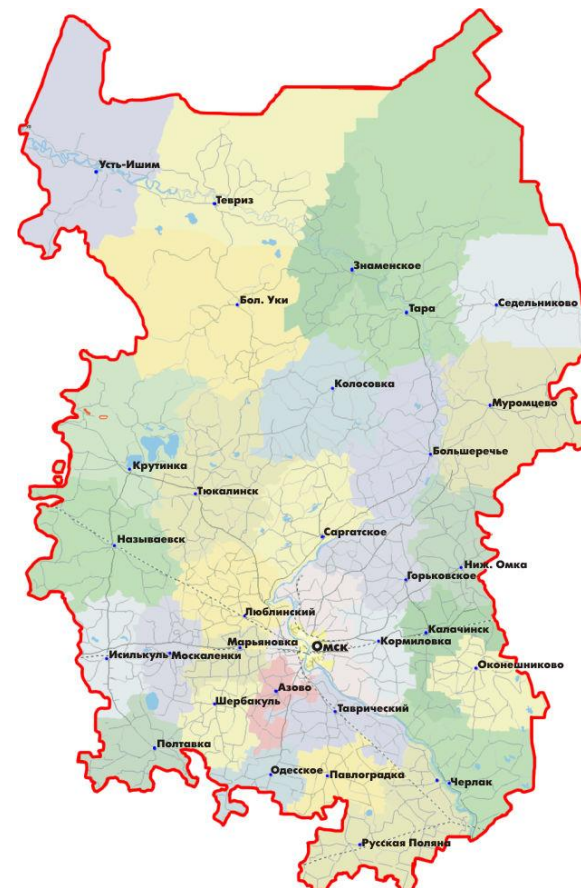 Усть-Ишим
Тевриз
Знаменское
Бол. Уки
Тара
Седельниково
Колосовка
Муромцево
Большеречье
Крутинка
Тюкалинск
Саргатское
Называевск
Ниж. Омка
Горьковское
Люблинский
Калачинск
Марьяновка
Омск
Кормиловка
Исилькуль
Москаленки
Оконешниково
Азово
Шербакуль
Таврический
Полтавка
Одесское
Павлоградка
Черлак
Русская Поляна